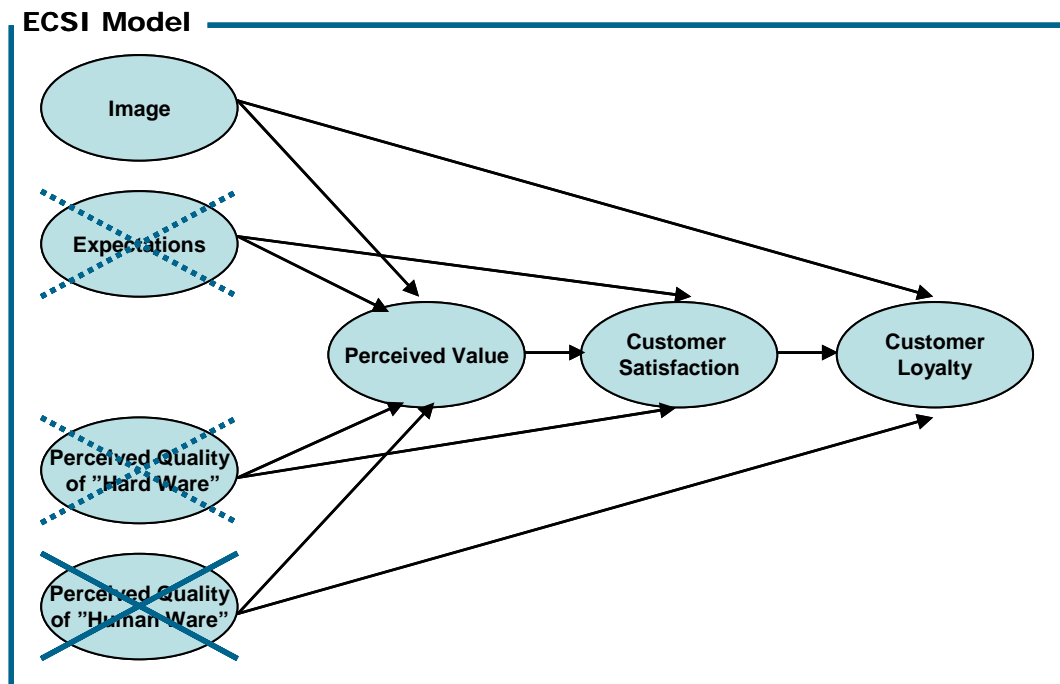 ECSI Model
Image
Expectations
Perceived Value
Customer
Satisfaction
Customer
Loyalty
Perceived Quality
of ”Hard Ware”
Perceived Quality
of ”Human Ware”